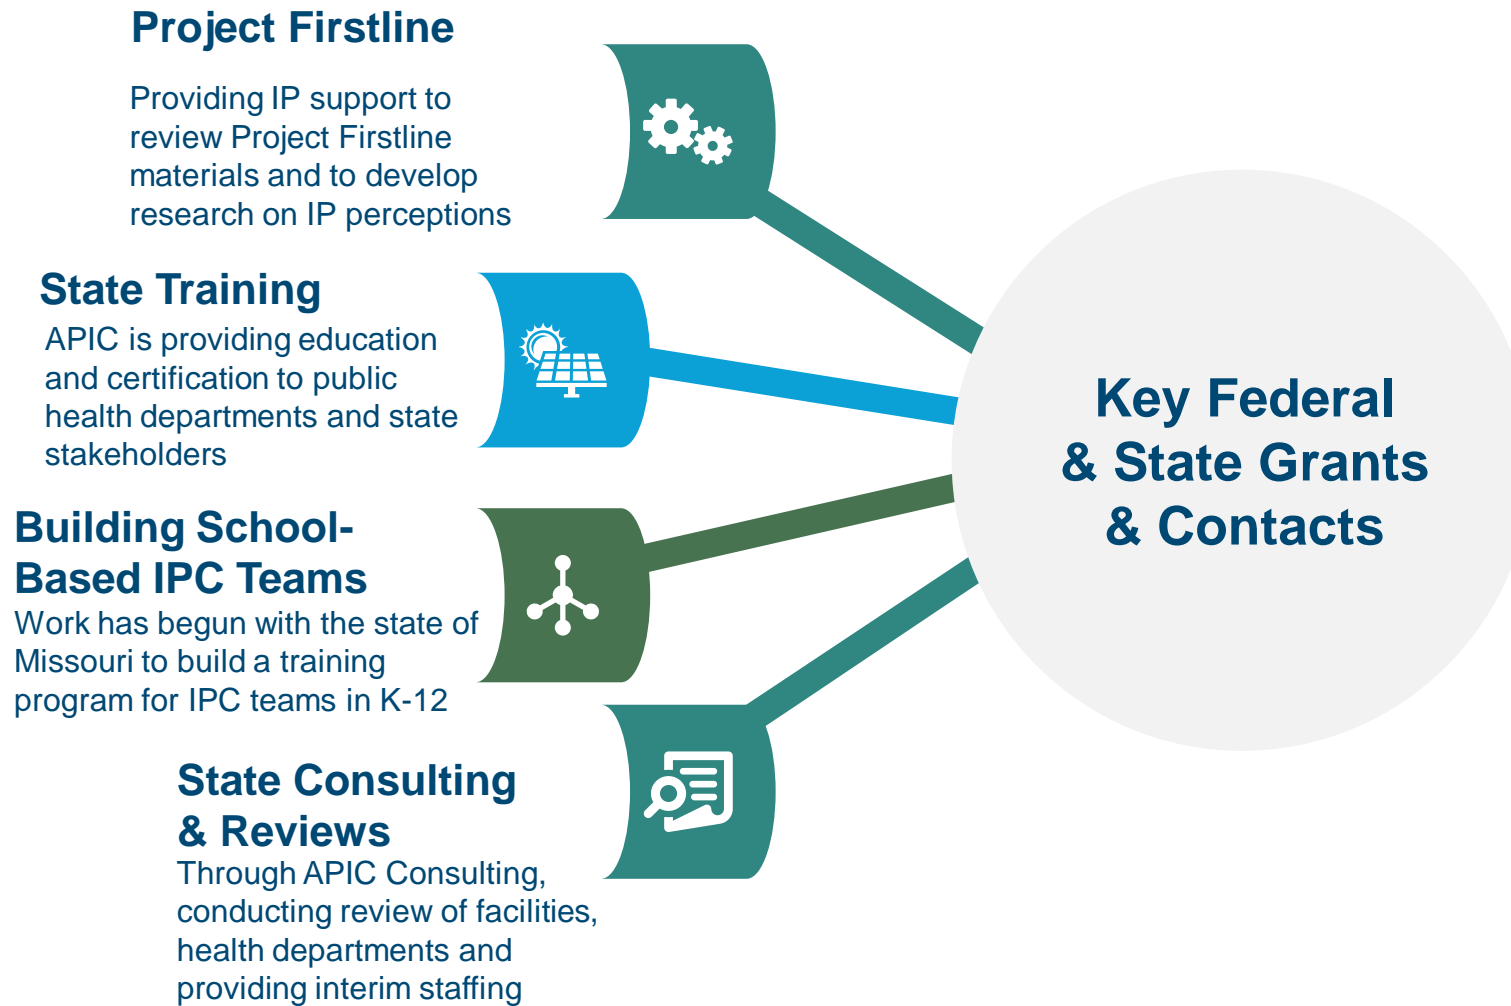 Project Firstline
Providing IP support to
review Project Firstline
materials and to develop
research on IP perceptions
State Training
APIC is providing education
and certification to public
health departments and state
stakeholders
Building School-
Based IPC Teams
Work has begun with the state of
Missouri to build a training
program for IPC teams in K-12
State Consulting
& Reviews
Through APIC Consulting,
conducting review of facilities,
health departments and
providing interim staffing
Key Federal
& State Grants
& Contacts